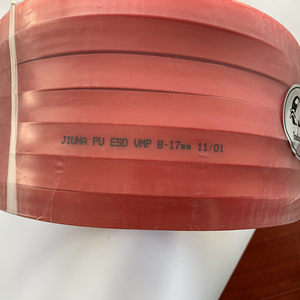 JIUNA PU ESD VMP 8-17mm 11/01